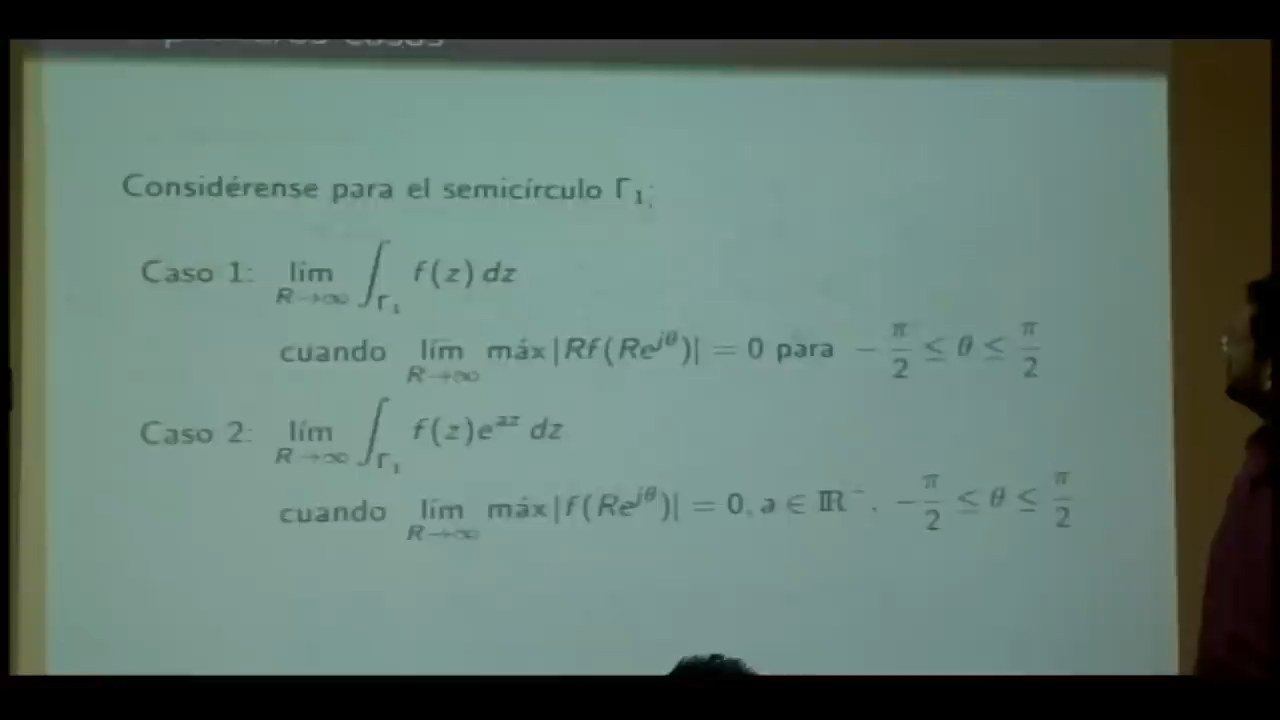 Considérense para el semicírculo Γ₁:
Caso 1: lím_{R→∞} ∫_{Γ₁} f(z) dz
cuando lím_{R→∞} máx|Rf(Re^{jθ})| = 0 para −π/2 ≤ θ ≤ π/2
Caso 2: lím_{R→∞} ∫_{Γ₁} f(z)e^{az} dz
cuando lím_{R→∞} máx|f(Re^{jθ})| = 0, a ∈ ℝ⁻, −π/2 ≤ θ ≤ π/2